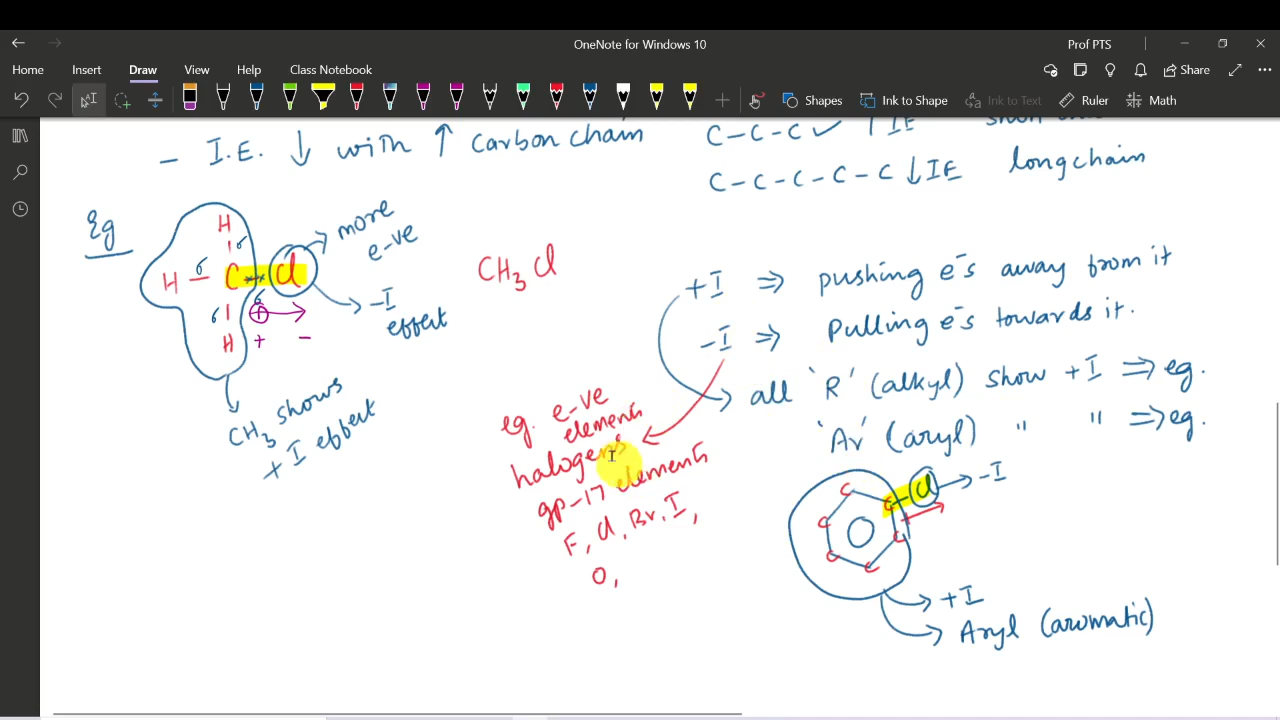 OneNote for Windows 10
Prof PTS
Home Insert Draw View Help Class Notebook
Share
Shapes Ink to Shape Ink to Text Ruler Math
- I.E. ↓ with ↑ Carbon chain
C-C-C ✓ ↑ IE
C-C-C-C-C ↓ IE long chain
Eg
H
H - C Cl
H
σ σ σ σ
more
e-ve
-I
effect
+ -
+
CH3 shows
+I effect
CH3Cl
+I ⇒ pushing e's away from it
-I ⇒ pulling e's towards it.
all 'R' (alkyl) show +I ⇒ eg.
'Ar' (aryl) " " ⇒ eg.
eg. e-ve
elements
halogens
gp-17 elements
F, Cl, Br, I,
O,
C C C C C C
Cl → -I
→ +I
→ Aryl (aromatic)